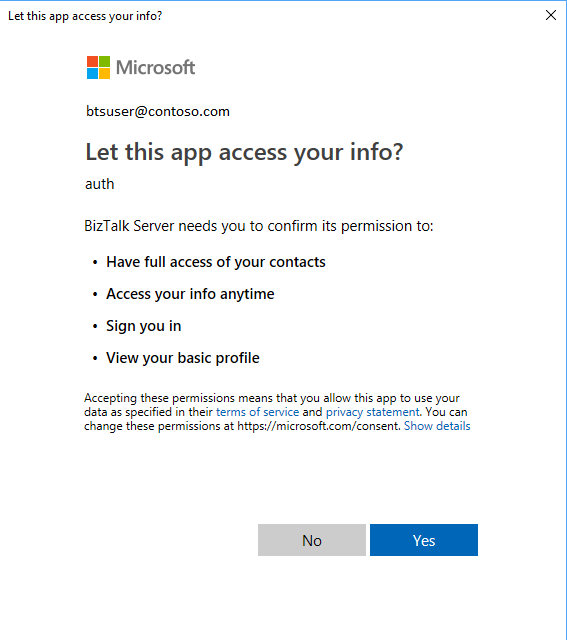 Let this app access your info?
Microsoft
btsuser@contoso.com
Let this app access your info?
auth
BizTalk Server needs you to confirm its permission to:
• Have full access of your contacts
• Access your info anytime
• Sign you in
• View your basic profile
Accepting these permissions means that you allow this app to use your
data as specified in their terms of service and privacy statement. You can
change these permissions at https://microsoft.com/consent. Show details
No
Yes